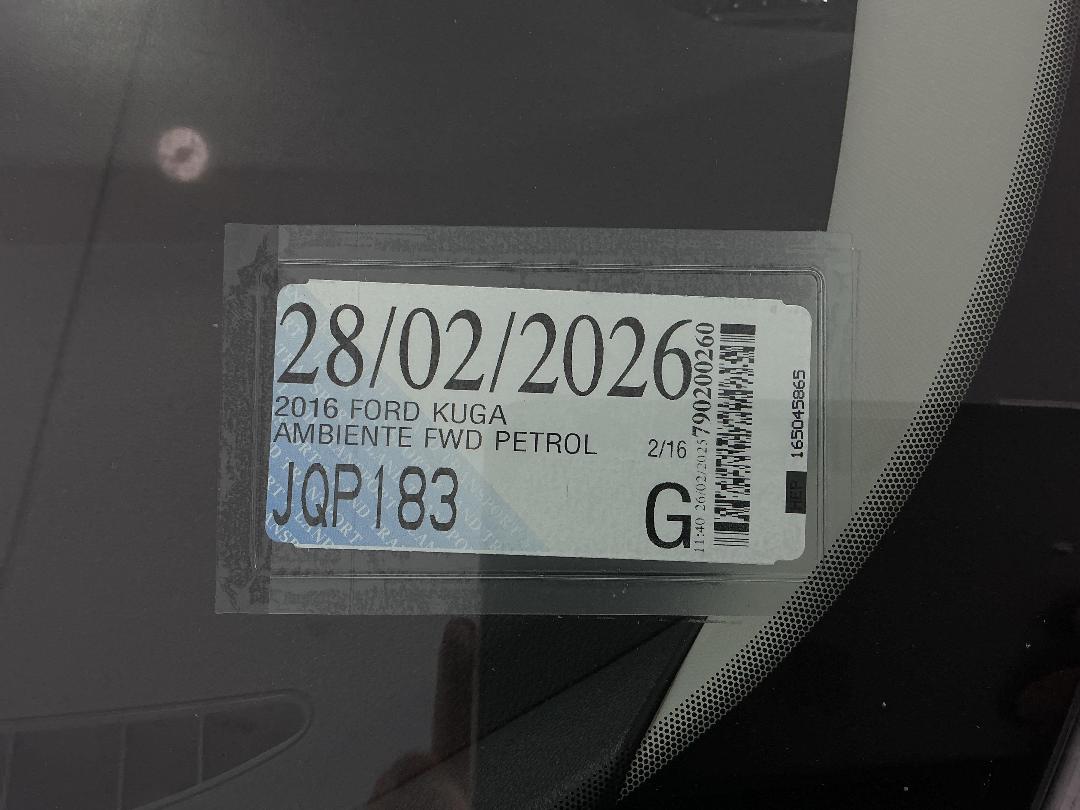 28/02/2026
2016 FORD KUGA
AMBIENTE FWD PETROL
2/16
JQP183
G
11:40 26/02/2025 790200260
165045865